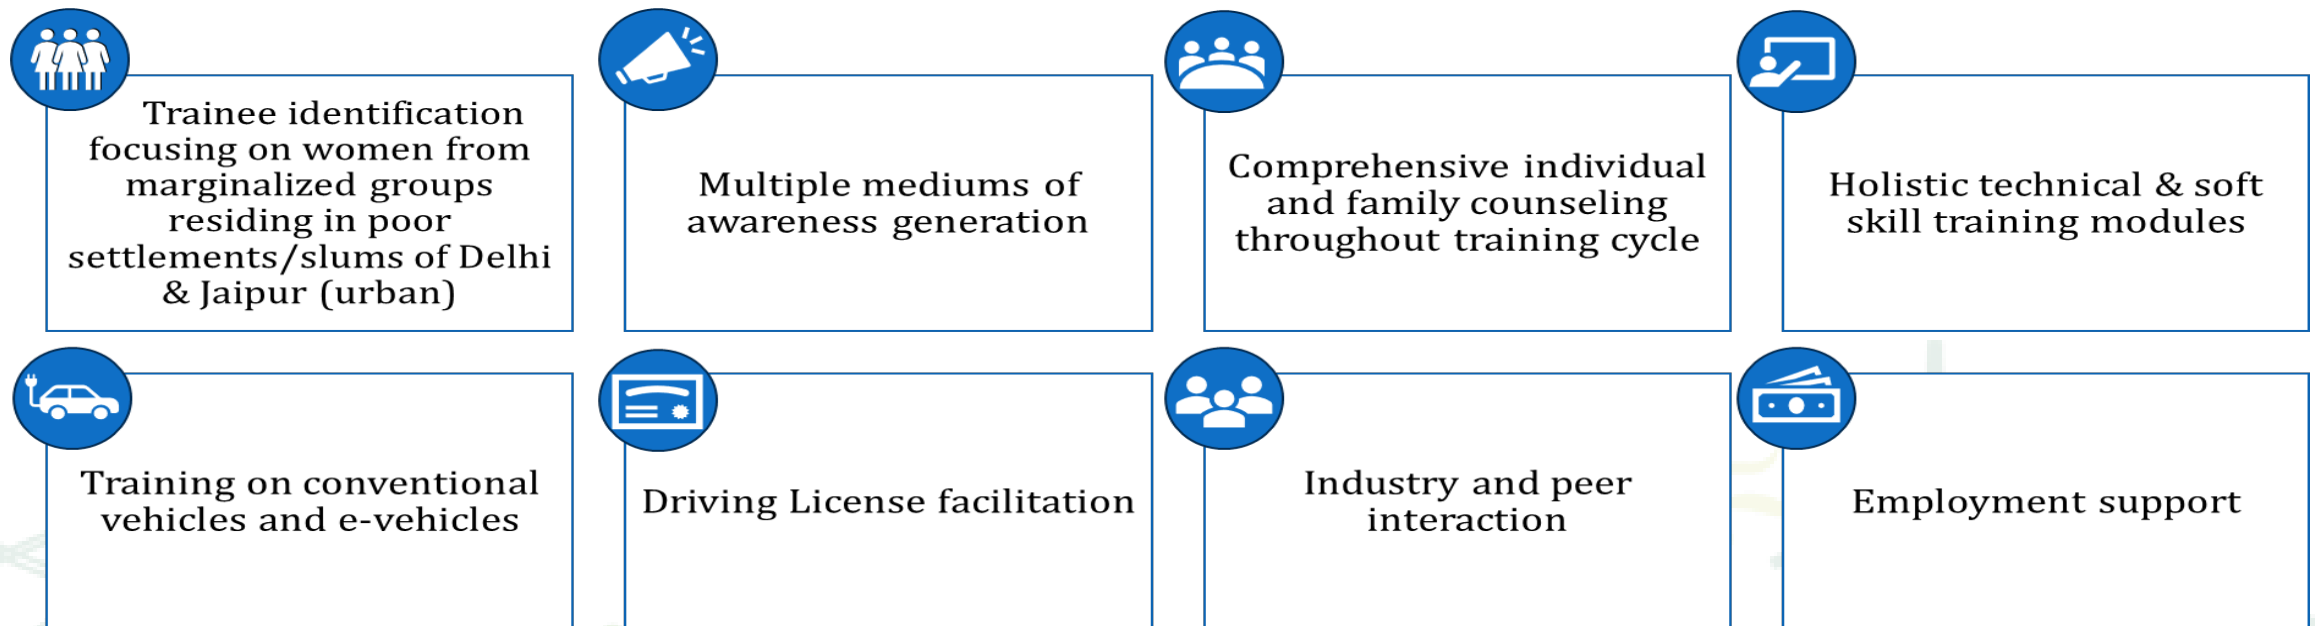 Trainee identification
focusing on women from
marginalized groups
residing in poor
settlements/slums of Delhi
& Jaipur (urban)
Multiple mediums of
awareness generation
Comprehensive individual
and family counseling
throughout training cycle
Holistic technical & soft
skill training modules
Training on conventional
vehicles and e-vehicles
Driving License facilitation
Industry and peer
interaction
Employment support